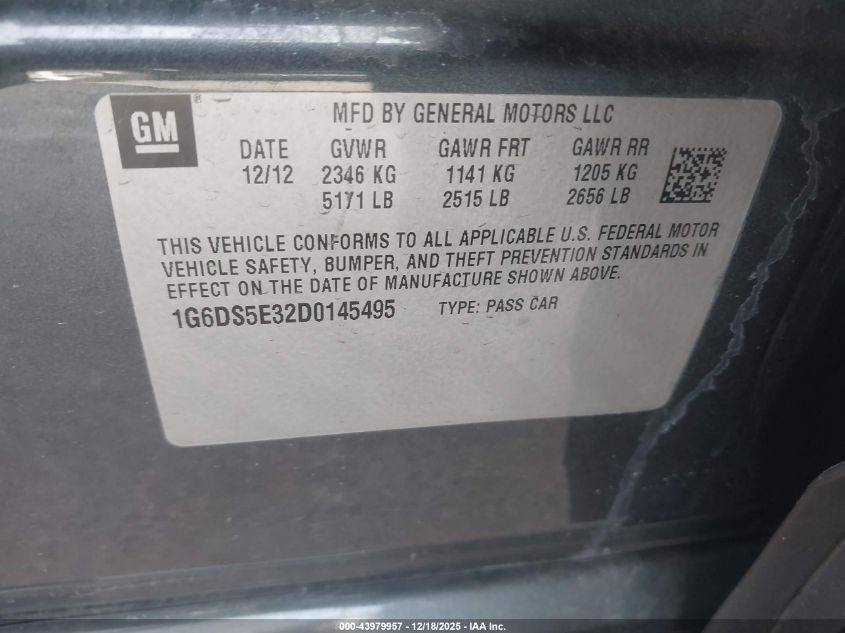 GM
®
MFD BY GENERAL MOTORS LLC
DATE GVWR GAWR FRT GAWR RR
12/12 2346 KG 1141 KG 1205 KG
5171 LB 2515 LB 2656 LB
THIS VEHICLE CONFORMS TO ALL APPLICABLE U.S. FEDERAL MOTOR
VEHICLE SAFETY, BUMPER, AND THEFT PREVENTION STANDARDS IN
EFFECT ON THE DATE OF MANUFACTURE SHOWN ABOVE.
1G6DS5E32D0145495 TYPE: PASS CAR
000-43979957 - 12/18/2025 - IAA Inc.